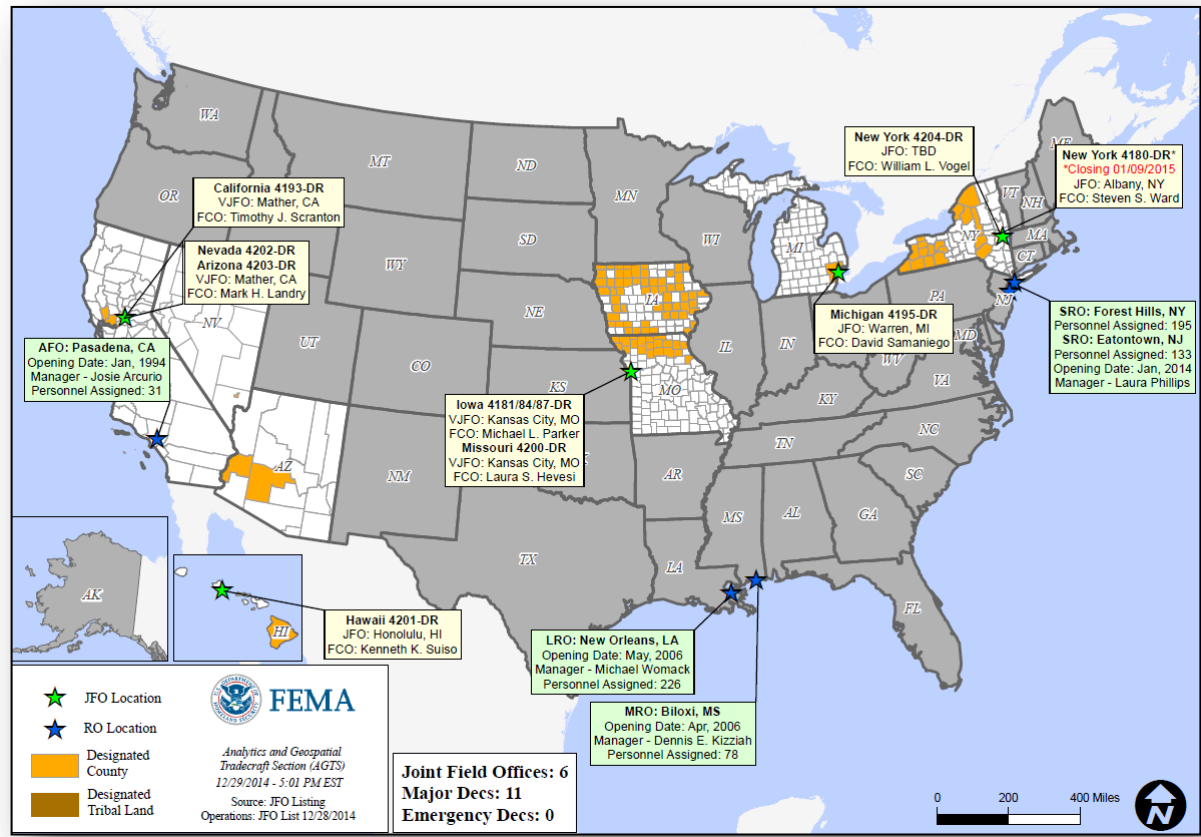 WA
OR
MT
ND
MN
SD
WY
NE
WI
MI
ME
VT
NH
MA
CT
NY
NJ
PA
MD
NV
UT
CO
KS
IA
MO
IL
IN
WV
VA
KY
TN
NC
SC
AZ
NM
AR
MS
AL
GA
TX
LA
FL
AK
HI
California 4193-DR
VJFO: Mather, CA
FCO: Timothy J. Scranton
Nevada 4202-DR
Arizona 4203-DR
VJFO: Mather, CA
FCO: Mark H. Landry
AFO: Pasadena, CA
Opening Date: Jan, 1994
Manager - Josie Arcurio
Personnel Assigned: 31
New York 4204-DR
JFO: TBD
FCO: William L. Vogel
New York 4180-DR*
*Closing 01/09/2015
JFO: Albany, NY
FCO: Steven S. Ward
Michigan 4195-DR
JFO: Warren, MI
FCO: David Samaniego
SRO: Forest Hills, NY
Personnel Assigned: 195
SRO: Eatontown, NJ
Personnel Assigned: 133
Opening Date: Jan, 2014
Manager - Laura Phillips
Iowa 4181/84/87-DR
VJFO: Kansas City, MO
FCO: Michael L. Parker
Missouri 4200-DR
VJFO: Kansas City, MO
FCO: Laura S. Hevesi
Hawaii 4201-DR
JFO: Honolulu, HI
FCO: Kenneth K. Suiso
LRO: New Orleans, LA
Opening Date: May, 2006
Manager - Michael Womack
Personnel Assigned: 226
MRO: Biloxi, MS
Opening Date: Apr, 2006
Manager - Dennis E. Kizziah
Personnel Assigned: 78
JFO Location
RO Location
Designated
County
Designated
Tribal Land
FEMA
Analytics and Geospatial
Tradecraft Section (AGTS)
12/29/2014 - 5:01 PM EST
Source: JFO Listing
Operations: JFO List 12/28/2014
Joint Field Offices: 6
Major Decs: 11
Emergency Decs: 0
0 200 400 Miles
N